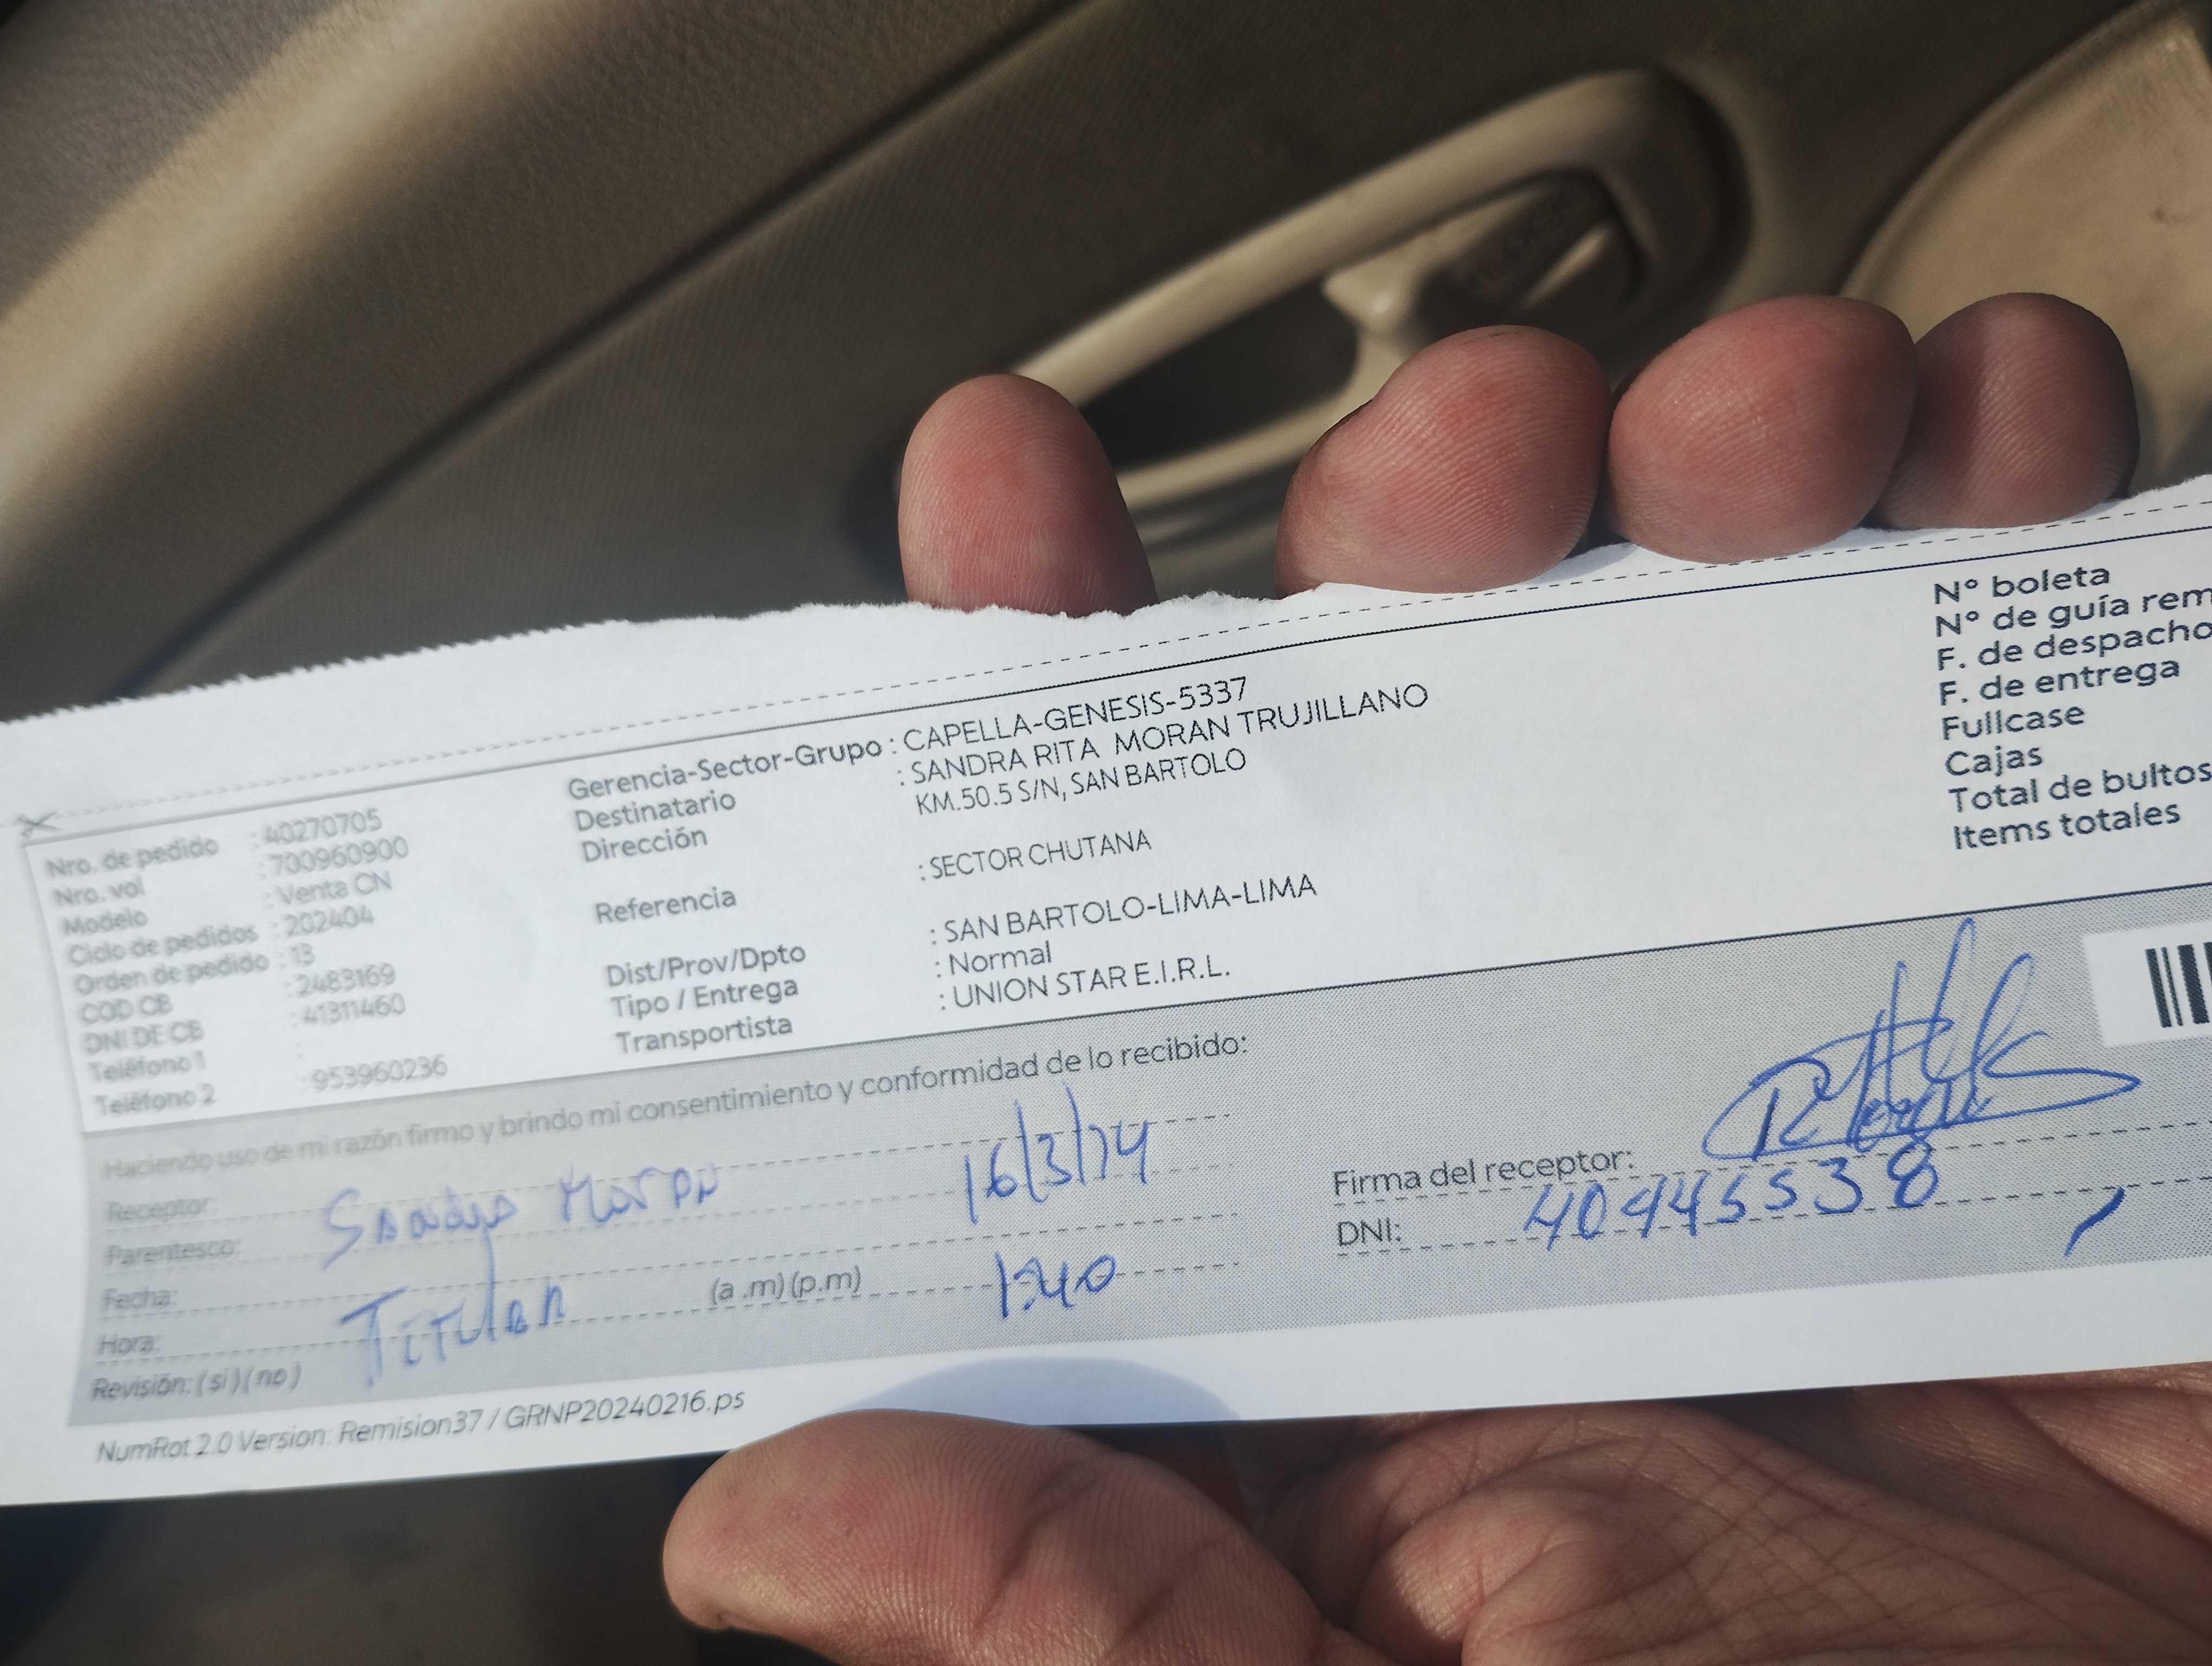 Nro. de pedido : 40270705
Nro. vol : 700960900
Modelo : Venta CN
Ciclo de pedidos : 202404
Orden de pedido : 13
COD CB : 2483169
DNI DE CB : 41311460
Teléfono 1 :
Teléfono 2 : 953960236
Gerencia-Sector-Grupo : CAPELLA-GENESIS-5337
Destinatario : SANDRA RITA MORAN TRUJILLANO
Dirección KM.50.5 S/N, SAN BARTOLO
Referencia : SECTOR CHUTANA
Dist/Prov/Dpto : SAN BARTOLO-LIMA-LIMA
Tipo / Entrega : Normal
Transportista : UNION STAR E.I.R.L.
N° boleta
N° de guía rem
F. de despacho
F. de entrega
Fullcase
Cajas
Total de bultos
Items totales
Haciendo uso de mi razón firmo y brindo mi consentimiento y conformidad de lo recibido:
Receptor:
Parentesco: Moran 16/3/
Fecha:
Hora: Titular (a .m) (p.m) 1:40
Revisión: ( si ) ( no )
Firma del receptor:
DNI: 40445538
NumRot 2.0 Version: Remision37 / GRNP20240216.ps